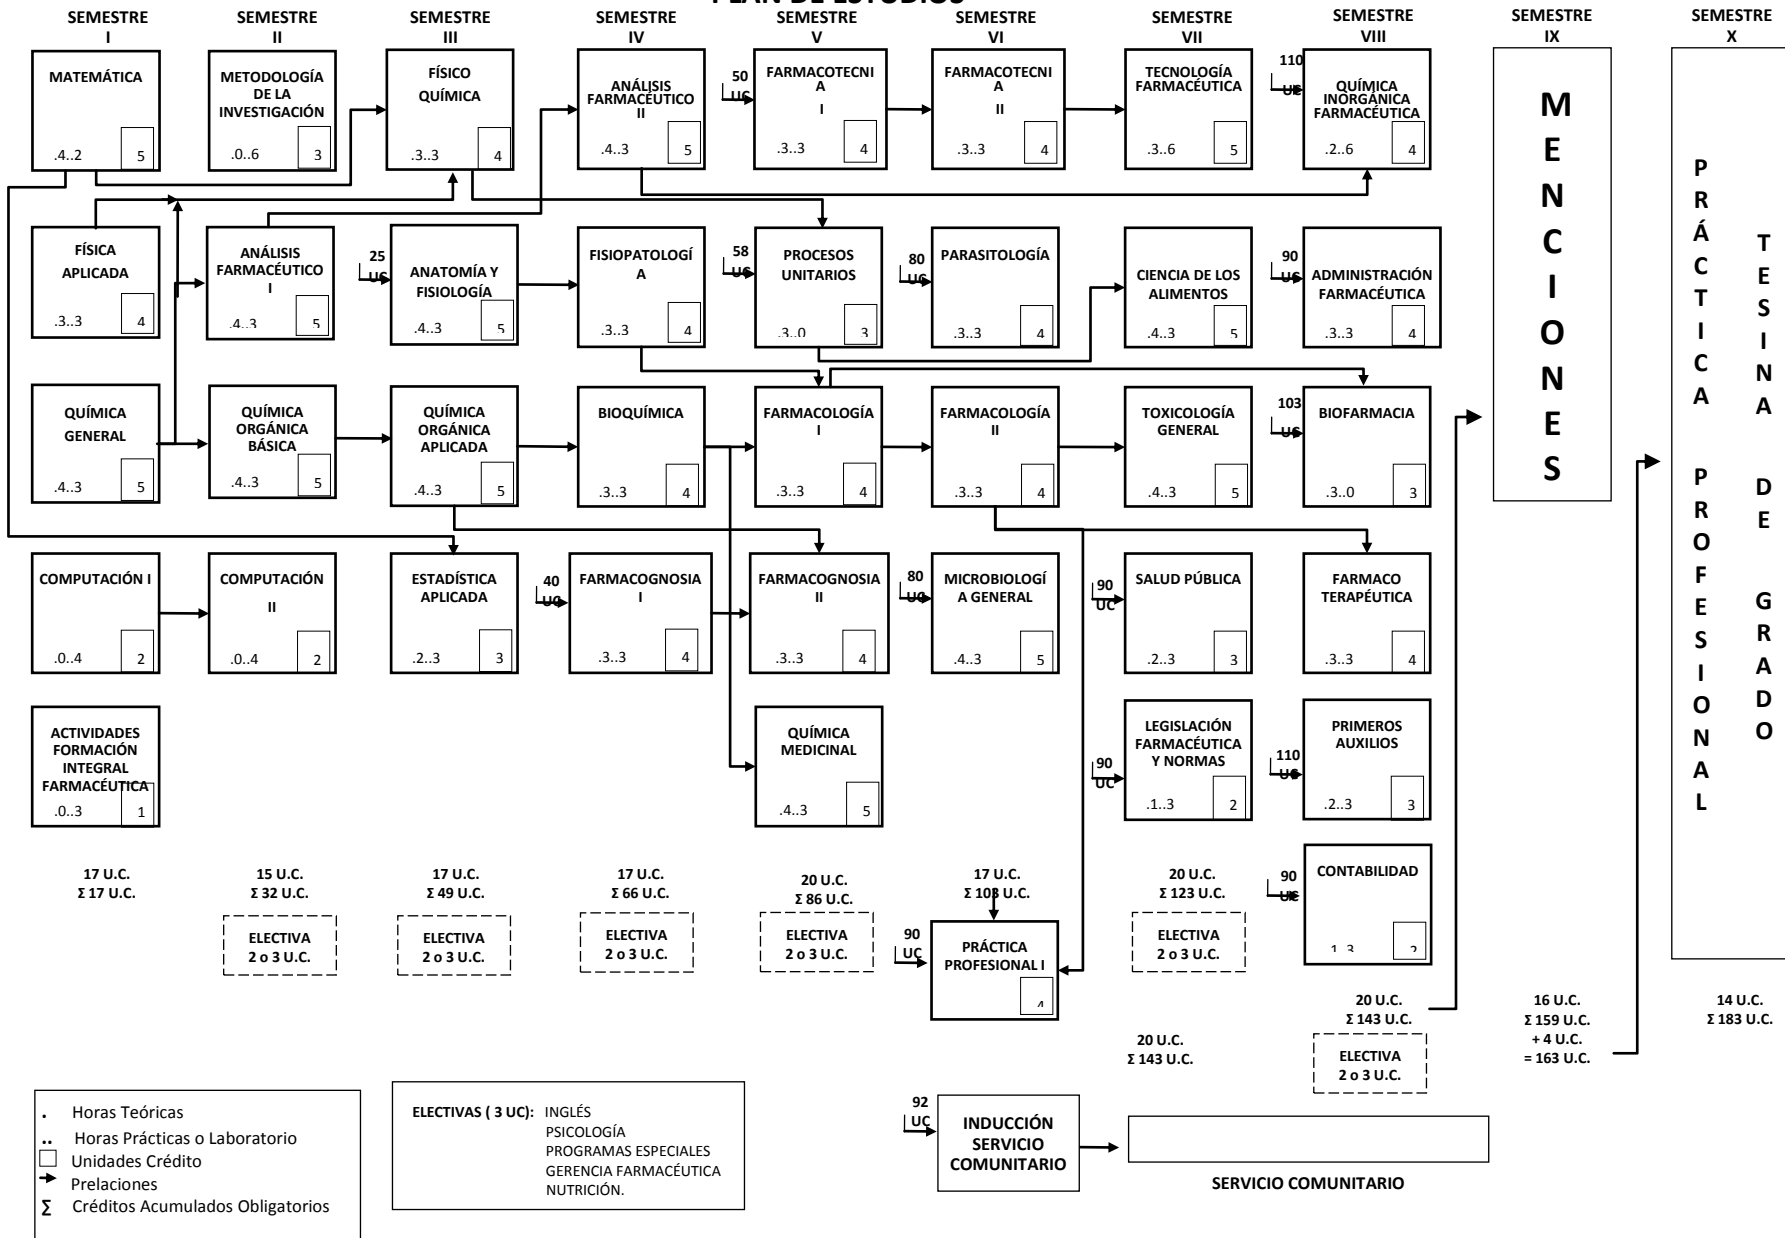 PLAN DE ESTUDIOS
SEMESTRE
I
SEMESTRE
II
SEMESTRE
III
SEMESTRE
IV
SEMESTRE
V
SEMESTRE
VI
SEMESTRE
VII
SEMESTRE
VIII
SEMESTRE
IX
SEMESTRE
X
MATEMÁTICA
.4..2
5
METODOLOGÍA
DE LA
INVESTIGACIÓN
.0..6
3
FÍSICO
QUÍMICA
.3..3
4
ANÁLISIS
FARMACÉUTICO
II
.4..3
5
50
UC
FARMACOTECNI
A
I
.3..3
4
FARMACOTECNI
A
II
.3..3
4
TECNOLOGÍA
FARMACÉUTICA
.3..6
5
110
UC
QUÍMICA
INORGÁNICA
FARMACÉUTICA
.2..6
4
FÍSICA
APLICADA
.3..3
4
ANÁLISIS
FARMACÉUTICO
I
.4..3
5
25
UC
ANATOMÍA Y
FISIOLOGÍA
.4..3
5
FISIOPATOLOGÍ
A
.3..3
4
58
UC
PROCESOS
UNITARIOS
.3..0
3
80
UC
PARASITOLOGÍA
.3..3
4
CIENCIA DE LOS
ALIMENTOS
.4..3
5
90
UC
ADMINISTRACIÓN
FARMACÉUTICA
.3..3
4
QUÍMICA
GENERAL
.4..3
5
QUÍMICA
ORGÁNICA
BÁSICA
.4..3
5
QUÍMICA
ORGÁNICA
APLICADA
.4..3
5
BIOQUÍMICA
.3..3
4
FARMACOLOGÍA
I
.3..3
4
FARMACOLOGÍA
II
.3..3
4
TOXICOLOGÍA
GENERAL
.4..3
5
103
UC
BIOFARMACIA
.3..0
3
COMPUTACIÓN I
.0..4
2
COMPUTACIÓN
II
.0..4
2
ESTADÍSTICA
APLICADA
.2..3
3
40
UC
FARMACOGNOSIA
I
.3..3
4
FARMACOGNOSIA
II
.3..3
4
80
UC
MICROBIOLOGÍ
A GENERAL
.4..3
5
90
UC
SALUD PÚBLICA
.2..3
3
FARMACO
TERAPÉUTICA
.3..3
4
ACTIVIDADES
FORMACIÓN
INTEGRAL
FARMACÉUTICA
.0..3
1
QUÍMICA
MEDICINAL
.4..3
5
90
UC
LEGISLACIÓN
FARMACÉUTICA
Y NORMAS
.1..3
2
110
UC
PRIMEROS
AUXILIOS
.2..3
3
90
UC
CONTABILIDAD
1 3
2
17 U.C.
Σ 17 U.C.
15 U.C.
Σ 32 U.C.
17 U.C.
Σ 49 U.C.
17 U.C.
Σ 66 U.C.
20 U.C.
Σ 86 U.C.
17 U.C.
Σ 103 U.C.
20 U.C.
Σ 123 U.C.
ELECTIVA
2 o 3 U.C.
ELECTIVA
2 o 3 U.C.
ELECTIVA
2 o 3 U.C.
ELECTIVA
2 o 3 U.C.
90
UC
PRÁCTICA
PROFESIONAL I
4
ELECTIVA
2 o 3 U.C.
20 U.C.
Σ 143 U.C.
20 U.C.
Σ 143 U.C.
ELECTIVA
2 o 3 U.C.
MENCIONES
16 U.C.
Σ 159 U.C.
+ 4 U.C.
= 163 U.C.
PRÁCTICA PROFESIONAL
TESINA DE GRADO
14 U.C.
Σ 183 U.C.
. Horas Teóricas
.. Horas Prácticas o Laboratorio
Unidades Crédito
Prelaciones
Σ Créditos Acumulados Obligatorios
ELECTIVAS ( 3 UC): INGLÉS
PSICOLOGÍA
PROGRAMAS ESPECIALES
GERENCIA FARMACÉUTICA
NUTRICIÓN.
92
UC
INDUCCIÓN
SERVICIO
COMUNITARIO
SERVICIO COMUNITARIO